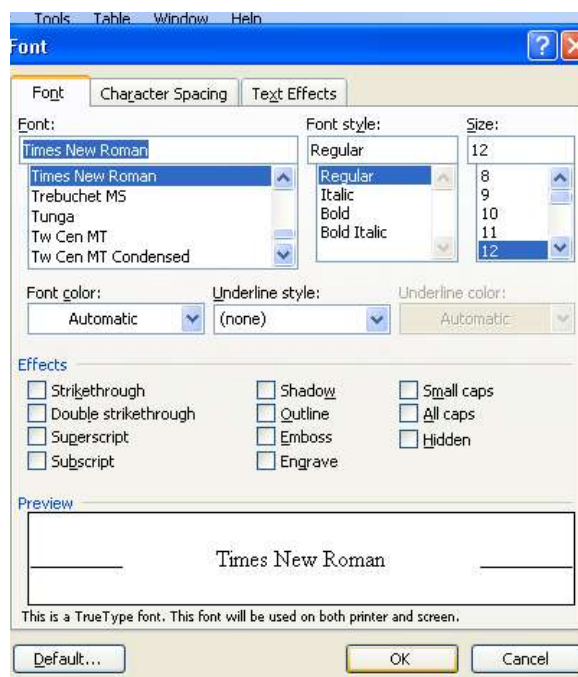 Tools Table Window Help
Font
Font Character Spacing Text Effects
Font: Font style: Size:
Times New Roman Regular 12
Times New Roman Regular 8
Trebuchet MS Italic 9
Tunga Bold 10
Tw Cen MT Bold Italic 11
Tw Cen MT Condensed 12
Font color: Underline style: Underline color:
Automatic (none) Automatic
Effects
Strikethrough Shadow Small caps
Double strikethrough Outline All caps
Superscript Emboss Hidden
Subscript Engrave
Preview
Times New Roman
This is a TrueType font. This font will be used on both printer and screen.
Default... OK Cancel